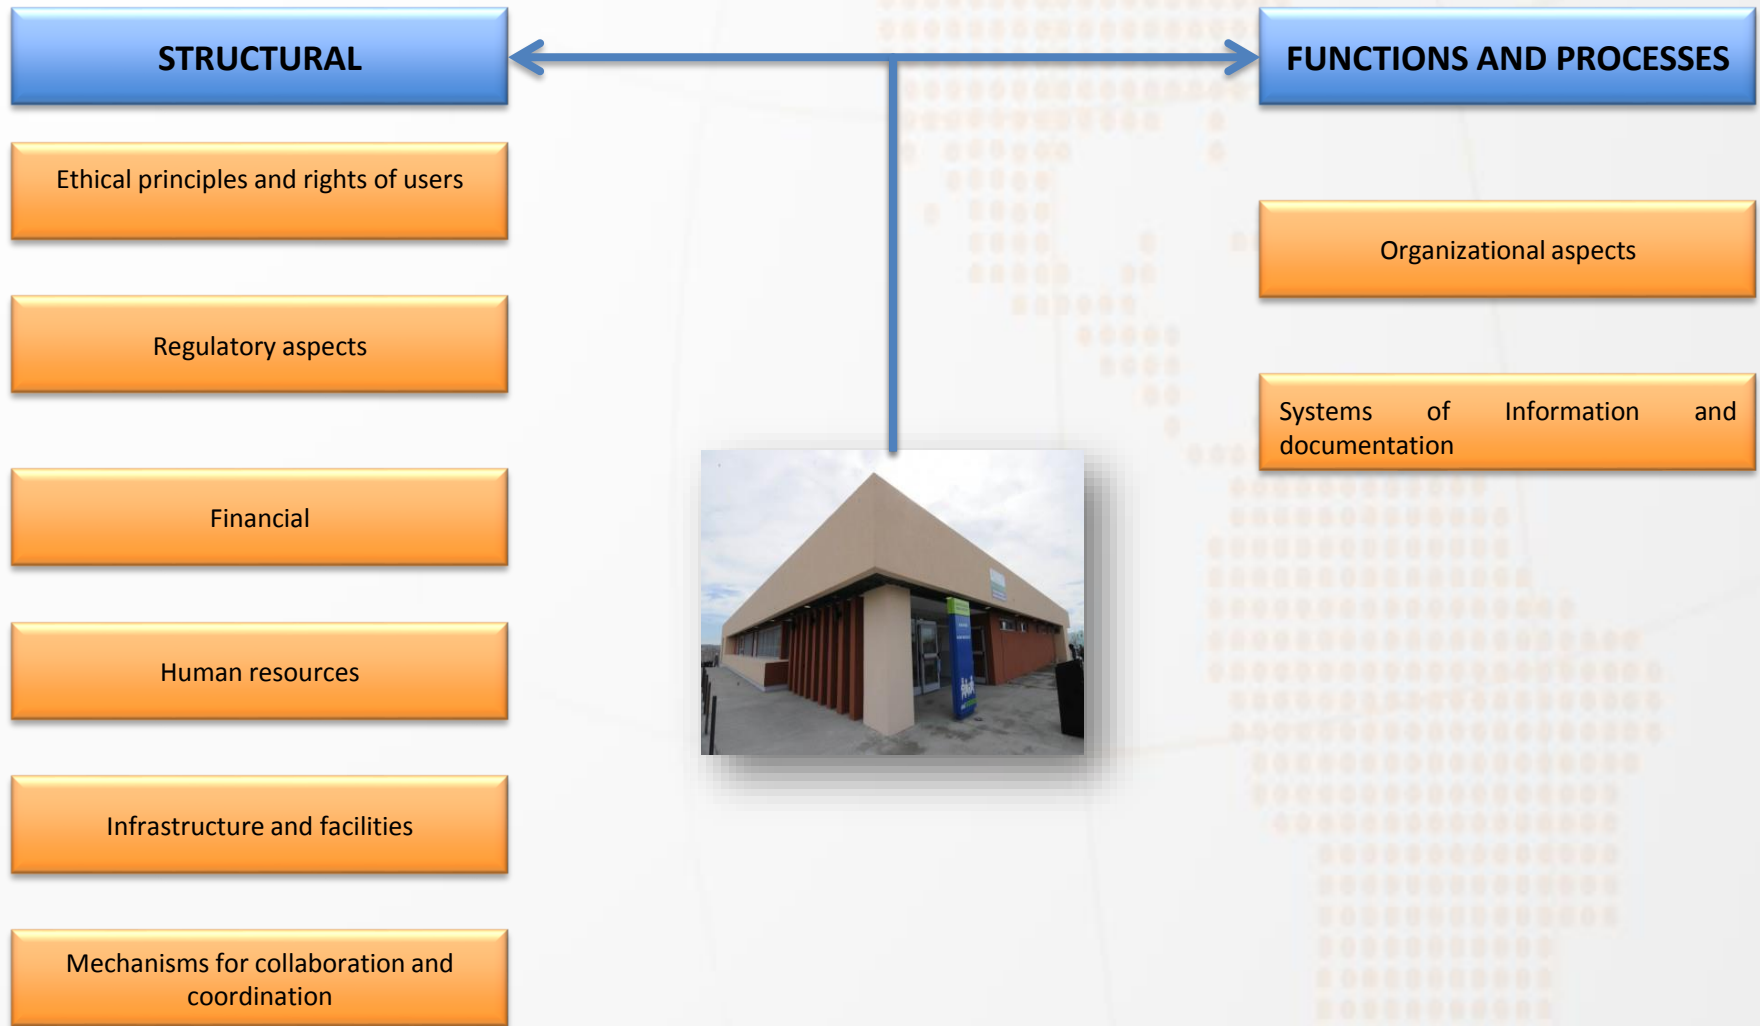 STRUCTURAL
Ethical principles and rights of users
Regulatory aspects
Financial
Human resources
Infrastructure and facilities
Mechanisms for collaboration and
coordination
FUNCTIONS AND PROCESSES
Organizational aspects
Systems of Information and
documentation